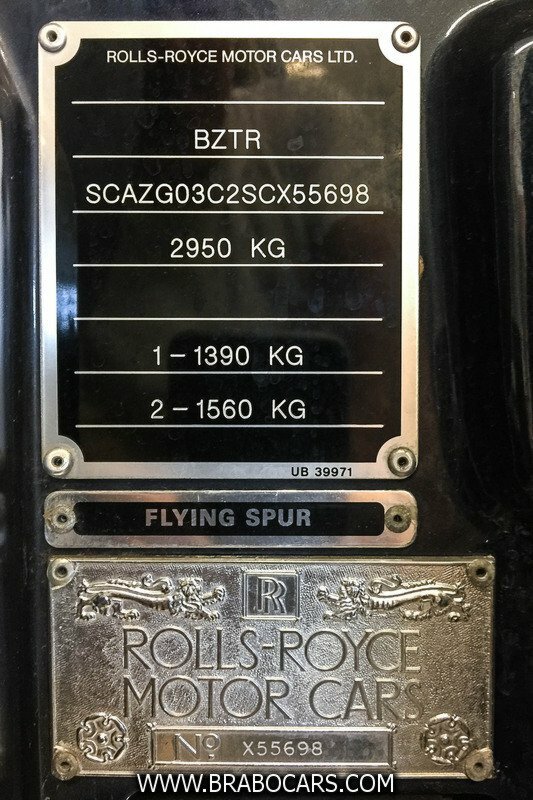 ROLLS-ROYCE MOTOR CARS LTD.
BZTR
SCAZG03C2SCX55698
2950 KG
1-1390 KG
2-1560 KG
UB 39971
FLYING SPUR
RR
ROLLS-ROYCE
MOTOR CARS
No X55698
WWW.BRABOCARS.COM